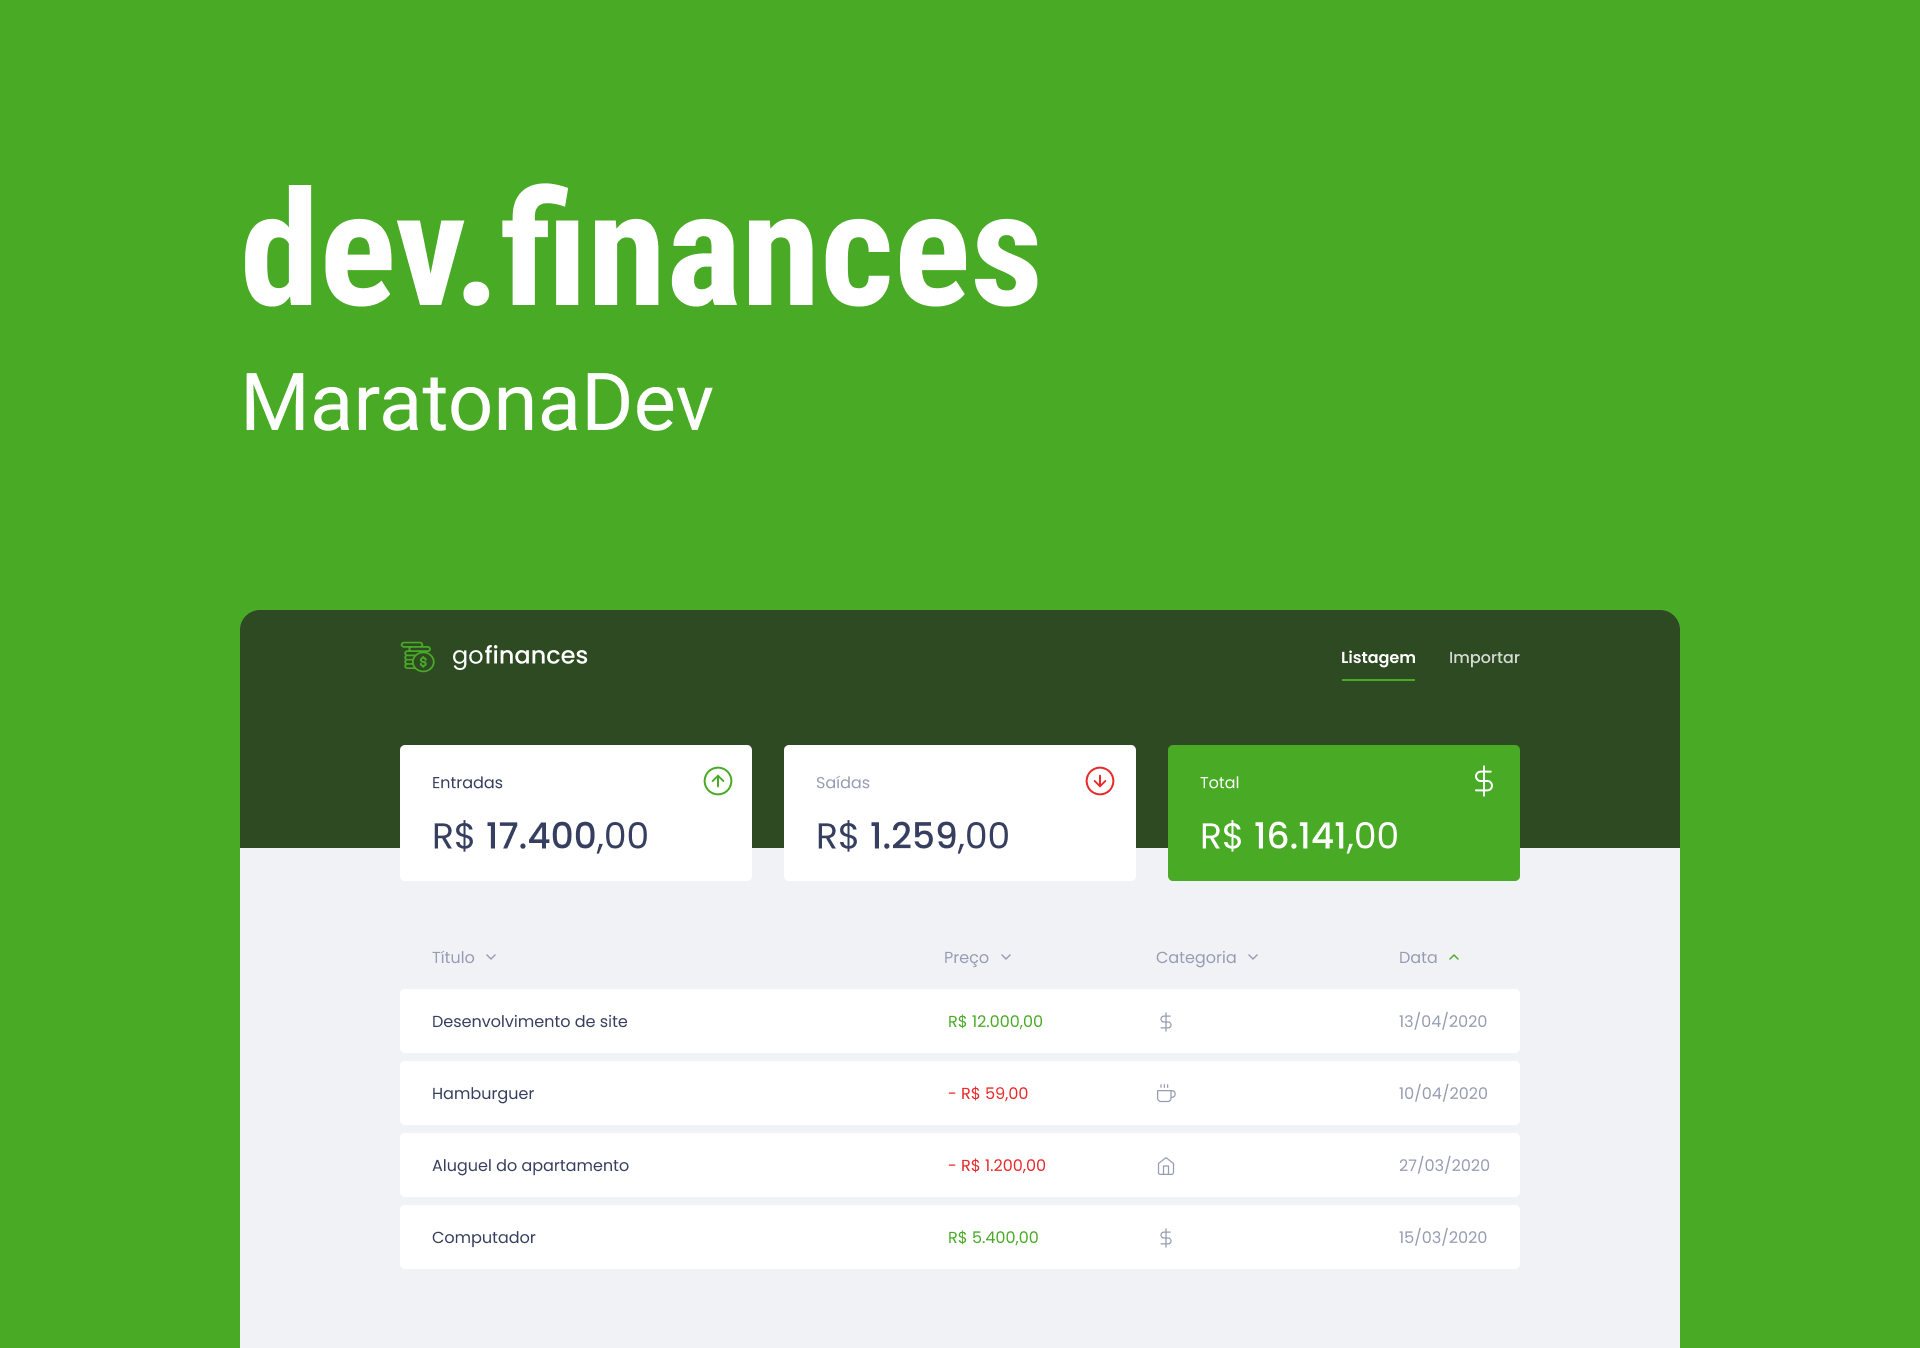 dev.finances
MaratonaDev
gofinances
Listagem Importar
Entradas
R$ 17.400,00
Saídas
R$ 1.259,00
Total
R$ 16.141,00
Título Preço Categoria Data
Desenvolvimento de site R$ 12.000,00 13/04/2020
Hamburguer - R$ 59,00 10/04/2020
Aluguel do apartamento - R$ 1.200,00 27/03/2020
Computador R$ 5.400,00 15/03/2020